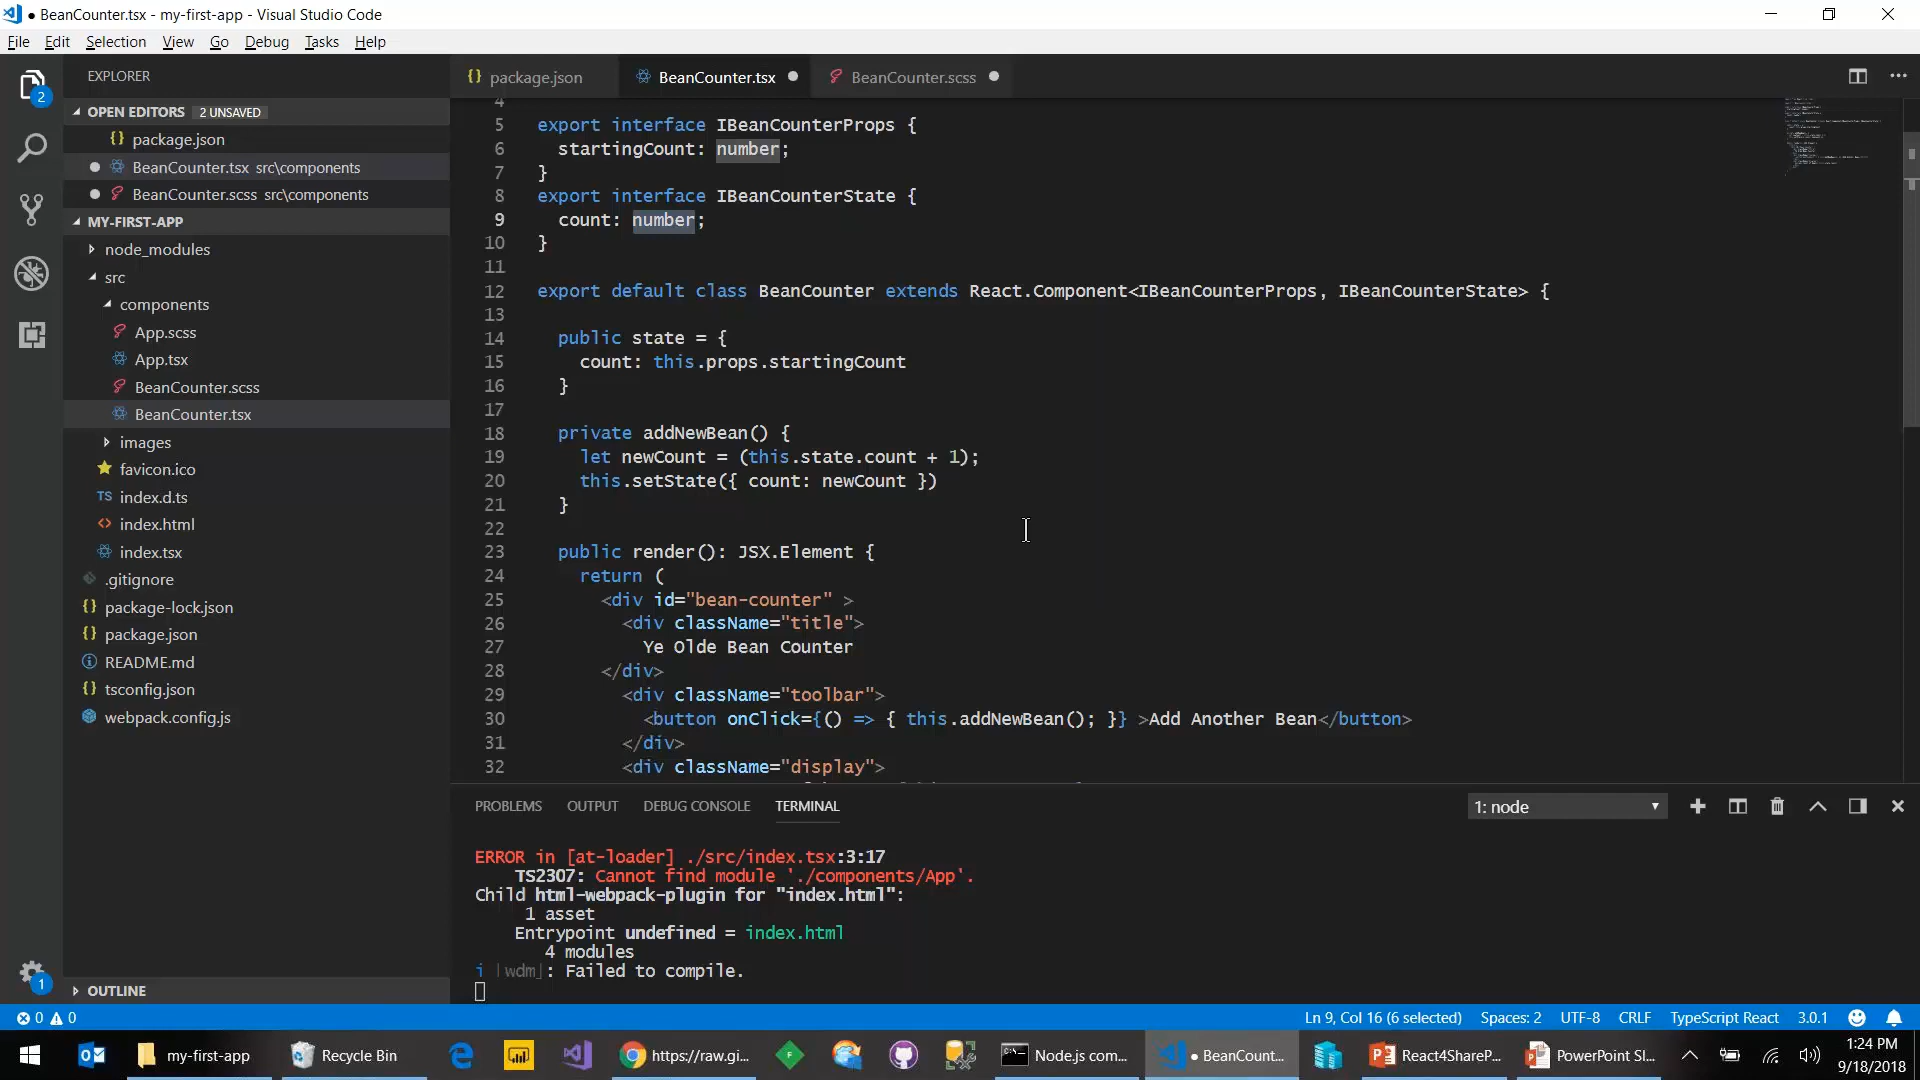 ● BeanCounter.tsx - my-first-app - Visual Studio Code
File Edit Selection View Go Debug Tasks Help
EXPLORER
OPEN EDITORS 2 UNSAVED
package.json
BeanCounter.tsx src\components
BeanCounter.scss src\components
MY-FIRST-APP
node_modules
src
components
App.scss
App.tsx
BeanCounter.scss
BeanCounter.tsx
images
favicon.ico
TS index.d.ts
index.html
index.tsx
.gitignore
package-lock.json
package.json
README.md
tsconfig.json
webpack.config.js
OUTLINE
2
1
{} package.json BeanCounter.tsx ● BeanCounter.scss ●
4
5 export interface IBeanCounterProps {
6 startingCount: number;
7 }
8 export interface IBeanCounterState {
9 count: number;
10 }
11
12 export default class BeanCounter extends React.Component<IBeanCounterProps, IBeanCounterState> {
13
14 public state = {
15 count: this.props.startingCount
16 }
17
18 private addNewBean() {
19 let newCount = (this.state.count + 1);
20 this.setState({ count: newCount })
21 }
22
23 public render(): JSX.Element {
24 return (
25 <div id="bean-counter" >
26 <div className="title">
27 Ye Olde Bean Counter
28 </div>
29 <div className="toolbar">
30 <button onClick={() => { this.addNewBean(); }} >Add Another Bean</button>
31 </div>
32 <div className="display">
PROBLEMS OUTPUT DEBUG CONSOLE TERMINAL 1: node
ERROR in [at-loader] ./src/index.tsx:3:17
TS2307: Cannot find module './components/App'.
Child html-webpack-plugin for "index.html":
1 asset
Entrypoint undefined = index.html
4 modules
i ｢wdm｣: Failed to compile.
0 0 Ln 9, Col 16 (6 selected) Spaces: 2 UTF-8 CRLF TypeScript React 3.0.1
my-first-app Recycle Bin https://raw.gi... Node.js com... ● BeanCount... React4ShareP... PowerPoint Sl... 1:24 PM
9/18/2018